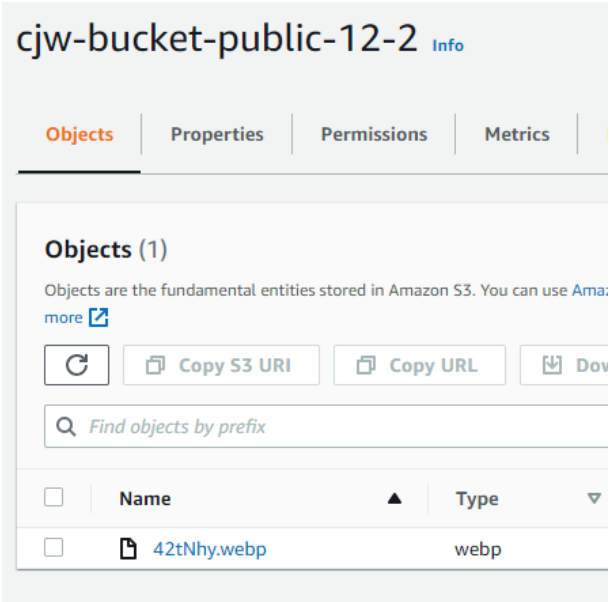 cjw-bucket-public-12-2 Info
Objects Properties Permissions Metrics
Objects (1)
Objects are the fundamental entities stored in Amazon S3. You can use Amaz
more
Copy S3 URI Copy URL Dow
Find objects by prefix
Name Type
42tNhy.webp webp